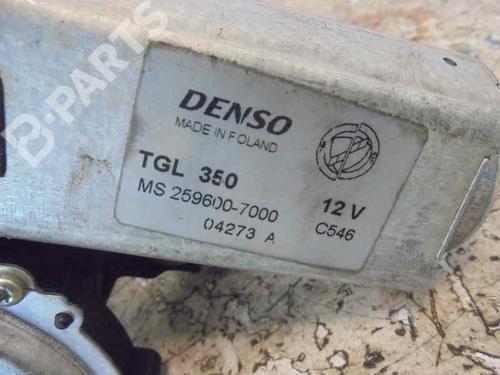 B-PARTS
DENSO
MADE IN POLAND
TGL 350
MS 259600-7000
12 V
04273 A
C546